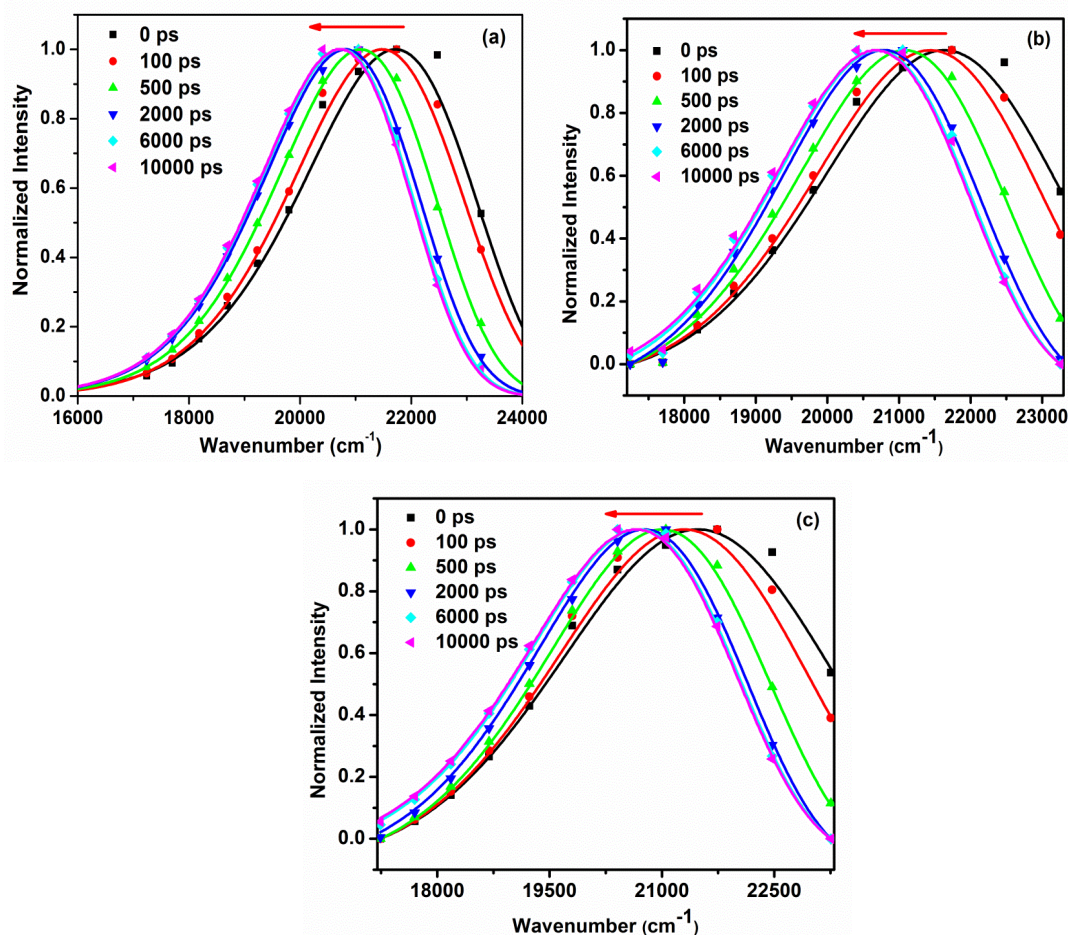 (a)
0 ps
100 ps
500 ps
2000 ps
6000 ps
10000 ps
Normalized Intensity
1.0
0.8
0.6
0.4
0.2
0.0
16000 18000 20000 22000 24000
Wavenumber (cm-1)
(b)
0 ps
100 ps
500 ps
2000 ps
6000 ps
10000 ps
Normalized Intensity
1.0
0.8
0.6
0.4
0.2
0.0
18000 19000 20000 21000 22000 23000
Wavenumber (cm-1)
(c)
0 ps
100 ps
500 ps
2000 ps
6000 ps
10000 ps
Normalized Intensity
1.0
0.8
0.6
0.4
0.2
0.0
18000 19500 21000 22500
Wavenumber (cm-1)